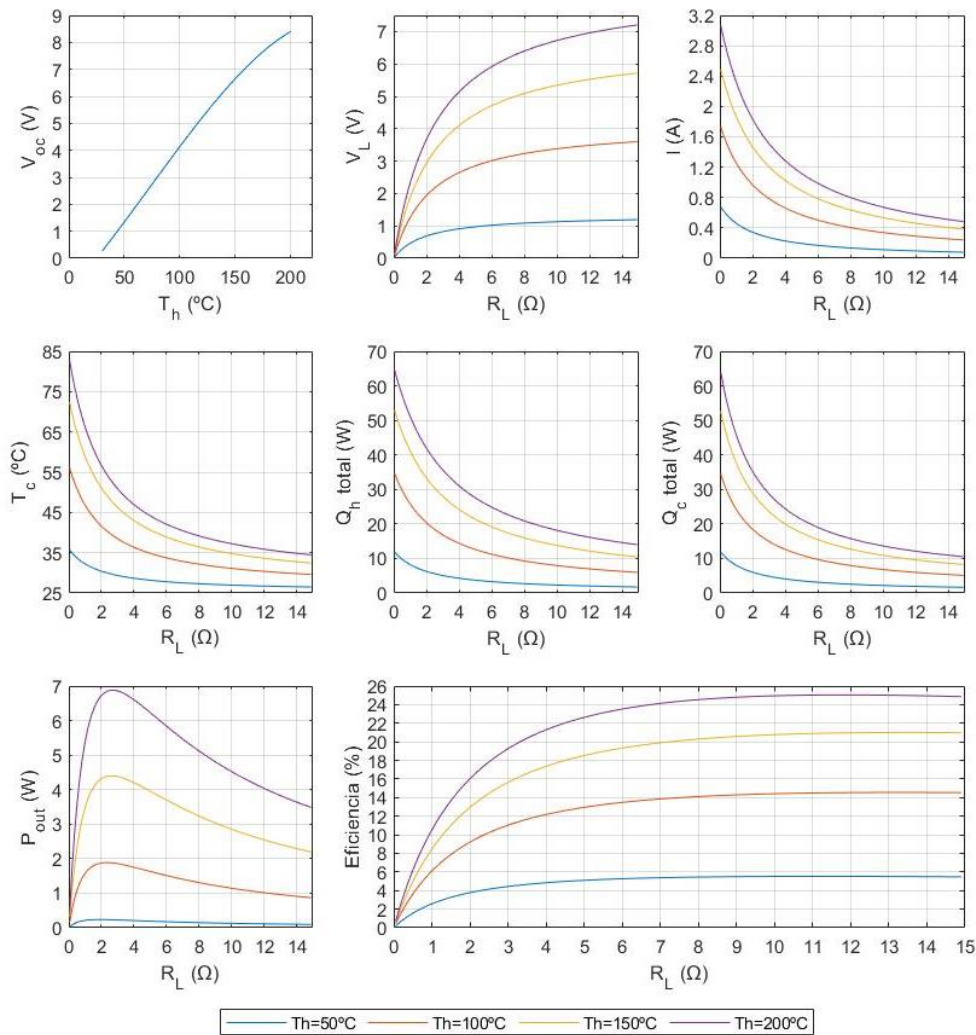 9
8
7
6
5
4
3
2
1
0
V_oc (V)
0 50 100 150 200
T_h (ºC)
7
6
5
4
3
2
1
0
V_L (V)
0 2 4 6 8 10 12 14
R_L (Ω)
3.2
2.8
2.4
2
1.6
1.2
0.8
0.4
0
I (A)
0 2 4 6 8 10 12 14
R_L (Ω)
85
75
65
55
45
35
25
T_c (ºC)
0 2 4 6 8 10 12 14
R_L (Ω)
70
60
50
40
30
20
10
0
Q_h total (W)
0 2 4 6 8 10 12 14
R_L (Ω)
70
60
50
40
30
20
10
0
Q_c total (W)
0 2 4 6 8 10 12 14
R_L (Ω)
7
6
5
4
3
2
1
0
P_out (W)
0 2 4 6 8 10 12 14
R_L (Ω)
26
24
22
20
18
16
14
12
10
8
6
4
2
0
Eficiencia (%)
0 1 2 3 4 5 6 7 8 9 10 11 12 13 14 15
R_L (Ω)
Th=50ºC Th=100ºC Th=150ºC Th=200ºC